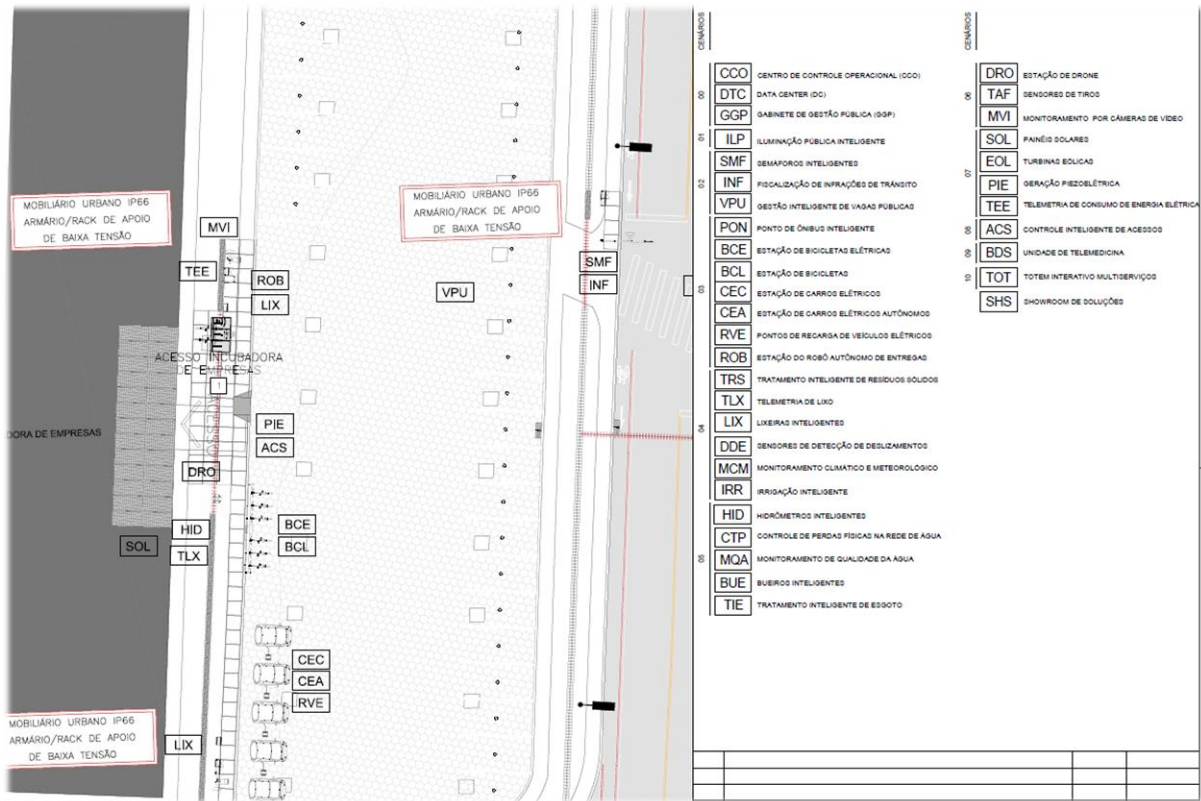 MOBILIÁRIO URBANO IP66
ARMÁRIO/RACK DE APOIO
DE BAIXA TENSÃO
MVI
TEE
ROB
LIX
ACESSO INCUBADORA
DE EMPRESAS
1
ACESSO
DORA DE EMPRESAS
PIE
ACS
DRO
HID
TLX
SOL
BCE
BCL
CEC
CEA
RVE
MOBILIÁRIO URBANO IP66
ARMÁRIO/RACK DE APOIO
DE BAIXA TENSÃO
LIX
MOBILIÁRIO URBANO IP66
ARMÁRIO/RACK DE APOIO
DE BAIXA TENSÃO
VPU
SMF
INF
CENÁRIOS
00
CCO CENTRO DE CONTROLE OPERACIONAL (CCO)
DTC DATA CENTER (DC)
GGP GABINETE DE GESTÃO PÚBLICA (GGP)
01
ILP ILUMINAÇÃO PÚBLICA INTELIGENTE
02
SMF SEMÁFOROS INTELIGENTES
INF FISCALIZAÇÃO DE INFRAÇÕES DE TRÂNSITO
VPU GESTÃO INTELIGENTE DE VAGAS PÚBLICAS
03
PON PONTO DE ÔNIBUS INTELIGENTE
BCE ESTAÇÃO DE BICICLETAS ELÉTRICAS
BCL ESTAÇÃO DE BICICLETAS
CEC ESTAÇÃO DE CARROS ELÉTRICOS
CEA ESTAÇÃO DE CARROS ELÉTRICOS AUTÔNOMOS
RVE PONTOS DE RECARGA DE VEÍCULOS ELÉTRICOS
ROB ESTAÇÃO DO ROBÔ AUTÔNOMO DE ENTREGAS
04
TRS TRATAMENTO INTELIGENTE DE RESÍDUOS SÓLIDOS
TLX TELEMETRIA DE LIXO
LIX LIXEIRAS INTELIGENTES
DDE SENSORES DE DETECÇÃO DE DESLIZAMENTOS
MCM MONITORAMENTO CLIMÁTICO E METEOROLÓGICO
IRR IRRIGAÇÃO INTELIGENTE
05
HID HIDRÔMETROS INTELIGENTES
CTP CONTROLE DE PERDAS FÍSICAS NA REDE DE ÁGUA
MQA MONITORAMENTO DE QUALIDADE DA ÁGUA
BUE BUEIROS INTELIGENTES
TIE TRATAMENTO INTELIGENTE DE ESGOTO
CENÁRIOS
06
DRO ESTAÇÃO DE DRONE
TAF SENSORES DE TIROS
MVI MONITORAMENTO POR CÂMERAS DE VÍDEO
07
SOL PAINÉIS SOLARES
EOL TURBINAS EÓLICAS
PIE GERAÇÃO PIEZOELÉTRICA
TEE TELEMETRIA DE CONSUMO DE ENERGIA ELÉTRICA
08
ACS CONTROLE INTELIGENTE DE ACESSOS
09
BDS UNIDADE DE TELEMEDICINA
10
TOT TOTEM INTERATIVO MULTISERVIÇOS
SHS SHOWROOM DE SOLUÇÕES